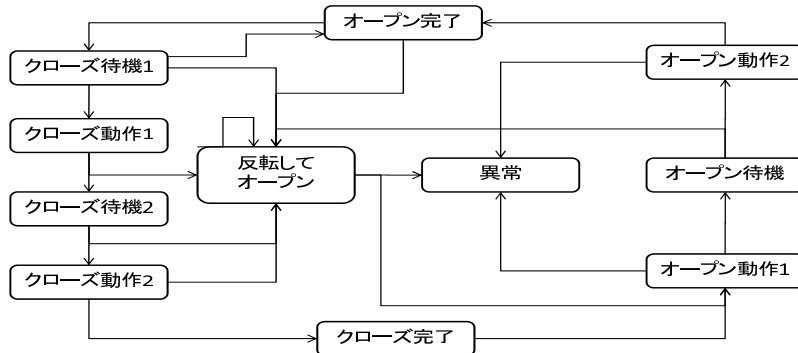 オープン完了
オープン動作2
クローズ待機1
クローズ動作1
反転して
オープン
異常
オープン待機
クローズ待機2
クローズ動作2
オープン動作1
クローズ完了